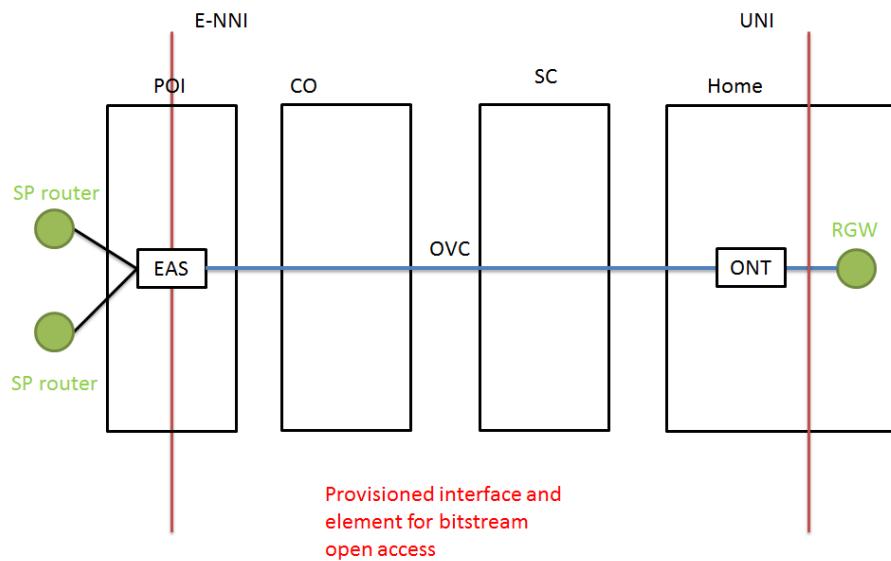 E-NNI
UNI
POI
CO
SC
Home
SP router
RGW
OVC
EAS
ONT
SP router
Provisioned interface and
element for bitstream
open access